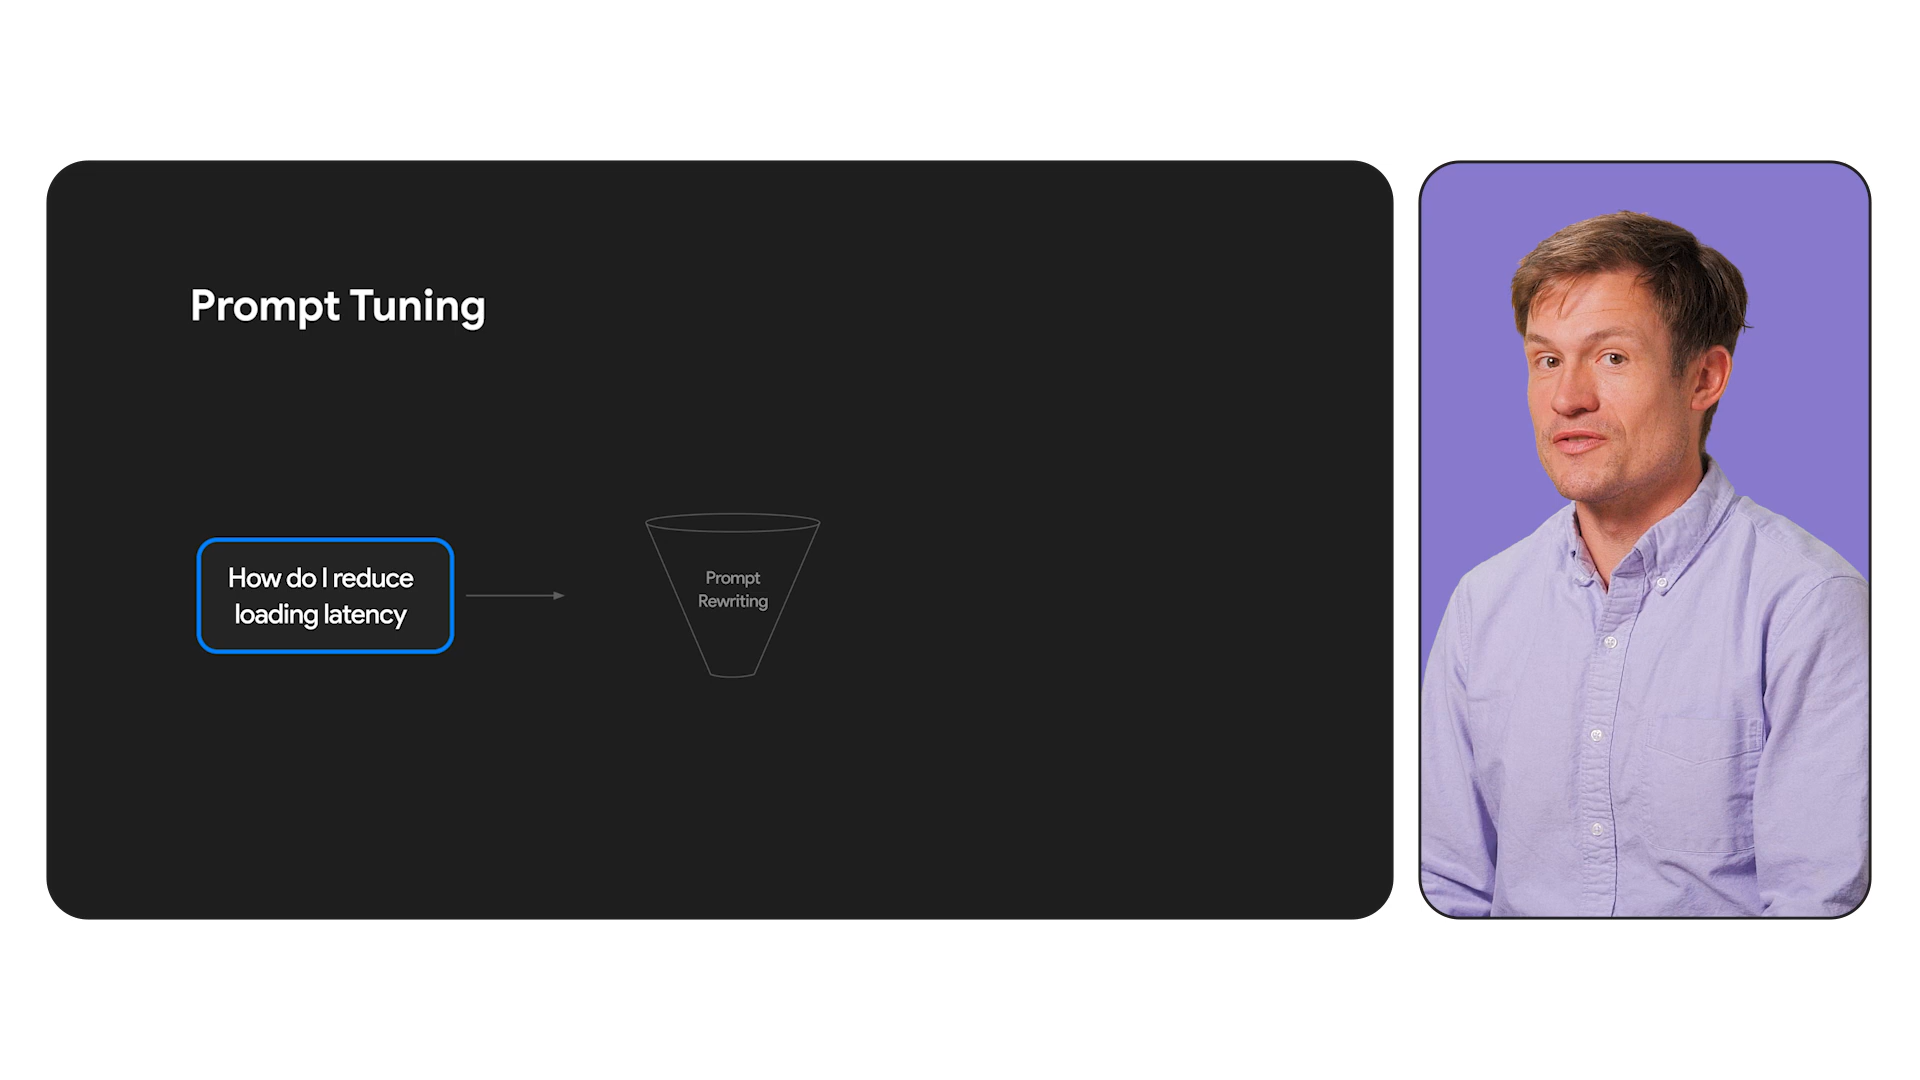 Prompt Tuning
How do I reduce
loading latency
Prompt
Rewriting